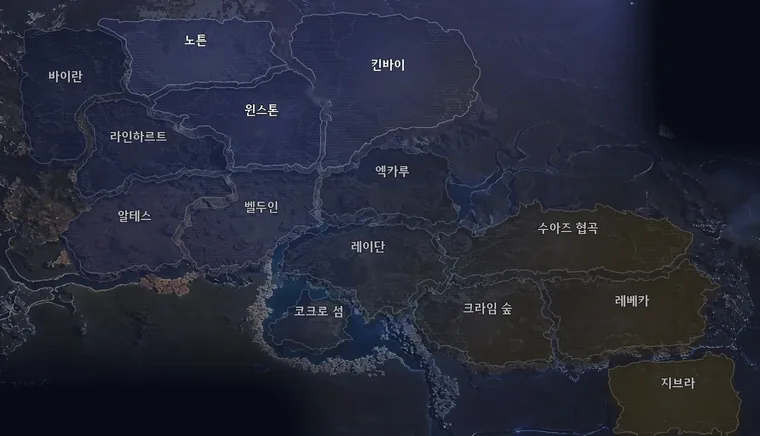 노튼
킨바이
바이란
윈스톤
라인하르트
엑카루
벨두인
알테스
수아즈 협곡
레이단
레베카
크라임 숲
코크로 섬
지브라